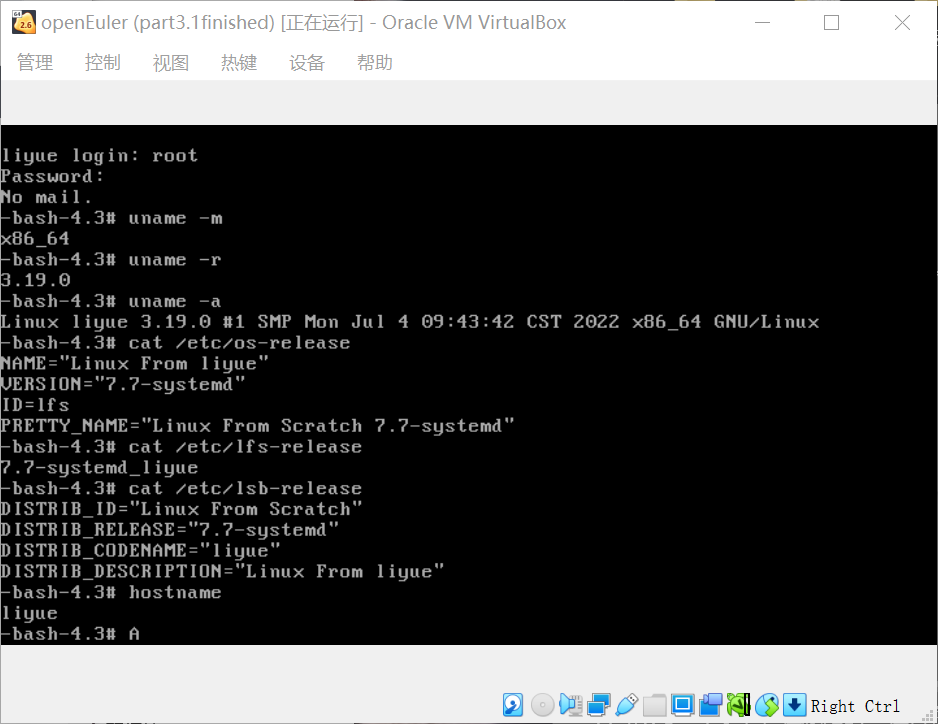 openEuler (part3.1finished) [正在运行] - Oracle VM VirtualBox
管理 控制 视图 热键 设备 帮助
liyue login: root
Password:
No mail.
-bash-4.3# uname -m
x86_64
-bash-4.3# uname -r
3.19.0
-bash-4.3# uname -a
Linux liyue 3.19.0 #1 SMP Mon Jul 4 09:43:42 CST 2022 x86_64 GNU/Linux
-bash-4.3# cat /etc/os-release
NAME="Linux From liyue"
VERSION="7.7-systemd"
ID=lfs
PRETTY_NAME="Linux From Scratch 7.7-systemd"
-bash-4.3# cat /etc/lfs-release
7.7-systemd_liyue
-bash-4.3# cat /etc/lsb-release
DISTRIB_ID="Linux From Scratch"
DISTRIB_RELEASE="7.7-systemd"
DISTRIB_CODENAME="liyue"
DISTRIB_DESCRIPTION="Linux From liyue"
-bash-4.3# hostname
liyue
-bash-4.3# A
Right Ctrl